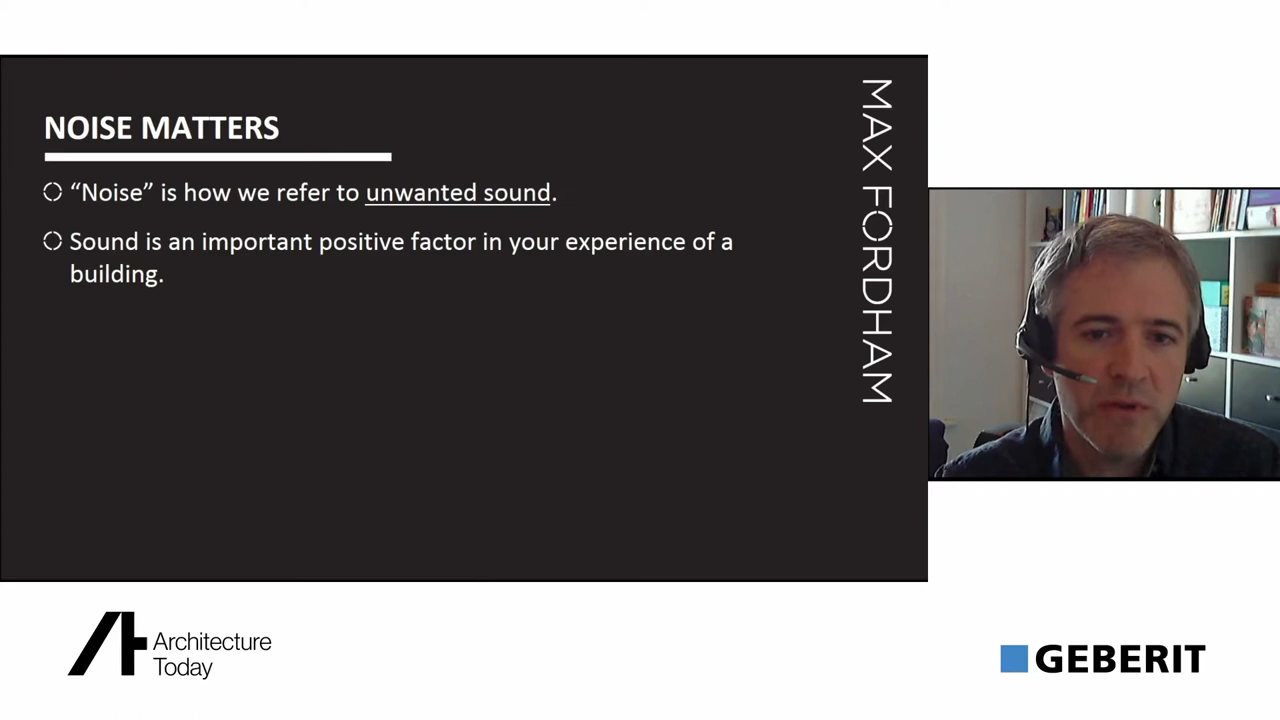 NOISE MATTERS
“Noise” is how we refer to unwanted sound.
Sound is an important positive factor in your experience of a
building.
MAX FORDHAM
Architecture
Today
GEBERIT